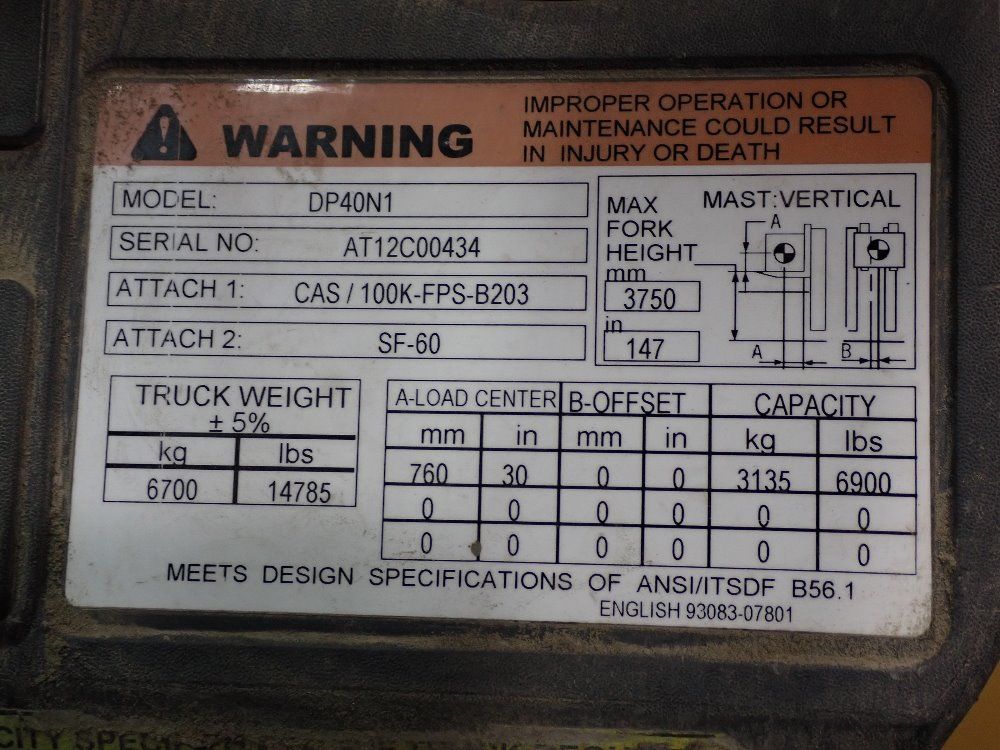 WARNING
IMPROPER OPERATION OR
MAINTENANCE COULD RESULT
IN INJURY OR DEATH
MODEL: DP40N1
SERIAL NO: AT12C00434
ATTACH 1: CAS / 100K-FPS-B203
ATTACH 2: SF-60
MAX
FORK
HEIGHT
mm
3750
in
147
MAST:VERTICAL
A
A
B
TRUCK WEIGHT
± 5%
kg lbs
6700 14785
A-LOAD CENTER B-OFFSET CAPACITY
mm in mm in kg lbs
760 30 0 0 3135 6900
0 0 0 0 0 0
0 0 0 0 0 0
MEETS DESIGN SPECIFICATIONS OF ANSI/ITSDF B56.1
ENGLISH 93083-07801